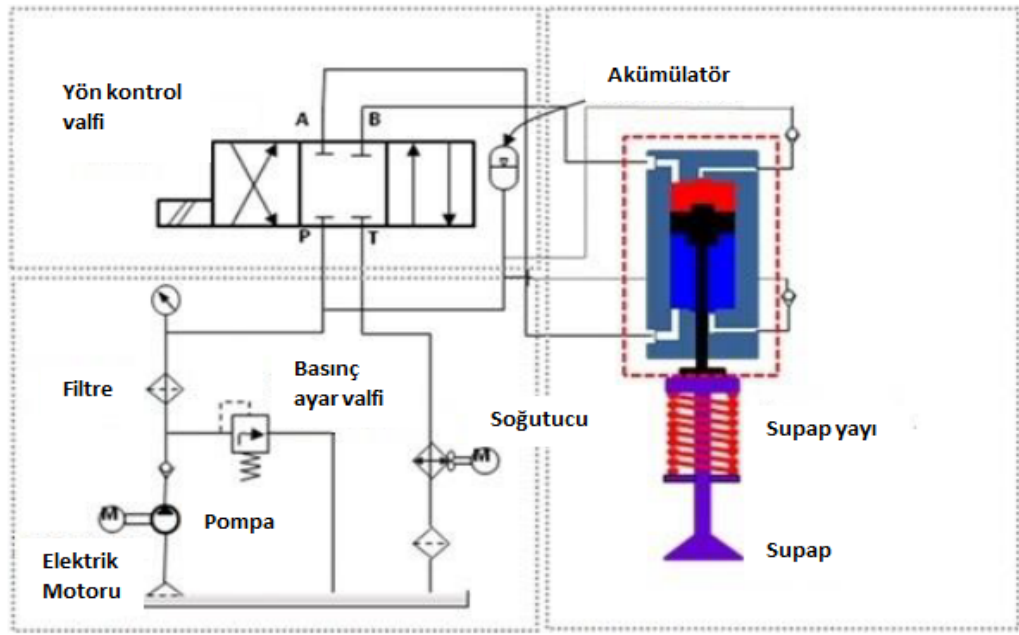 Yön kontrol
valfi
A
B
P
T
Akümülatör
Filtre
Basınç
ayar valfi
Soğutucu
M
M
Pompa
Elektrik
Motoru
Supap yayı
Supap